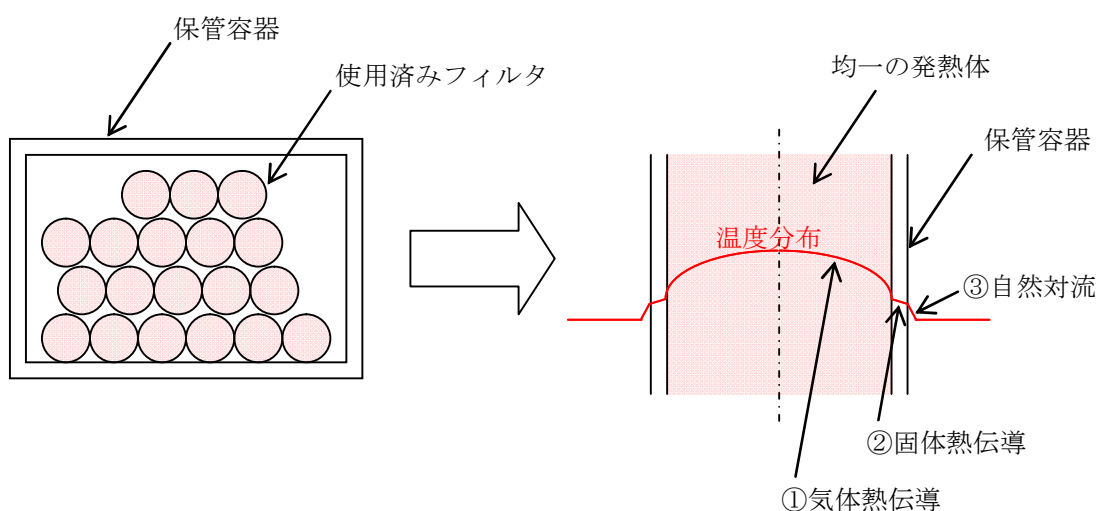 保管容器
使用済みフィルタ
均一の発熱体
保管容器
温度分布
③自然対流
②固体熱伝導
①気体熱伝導